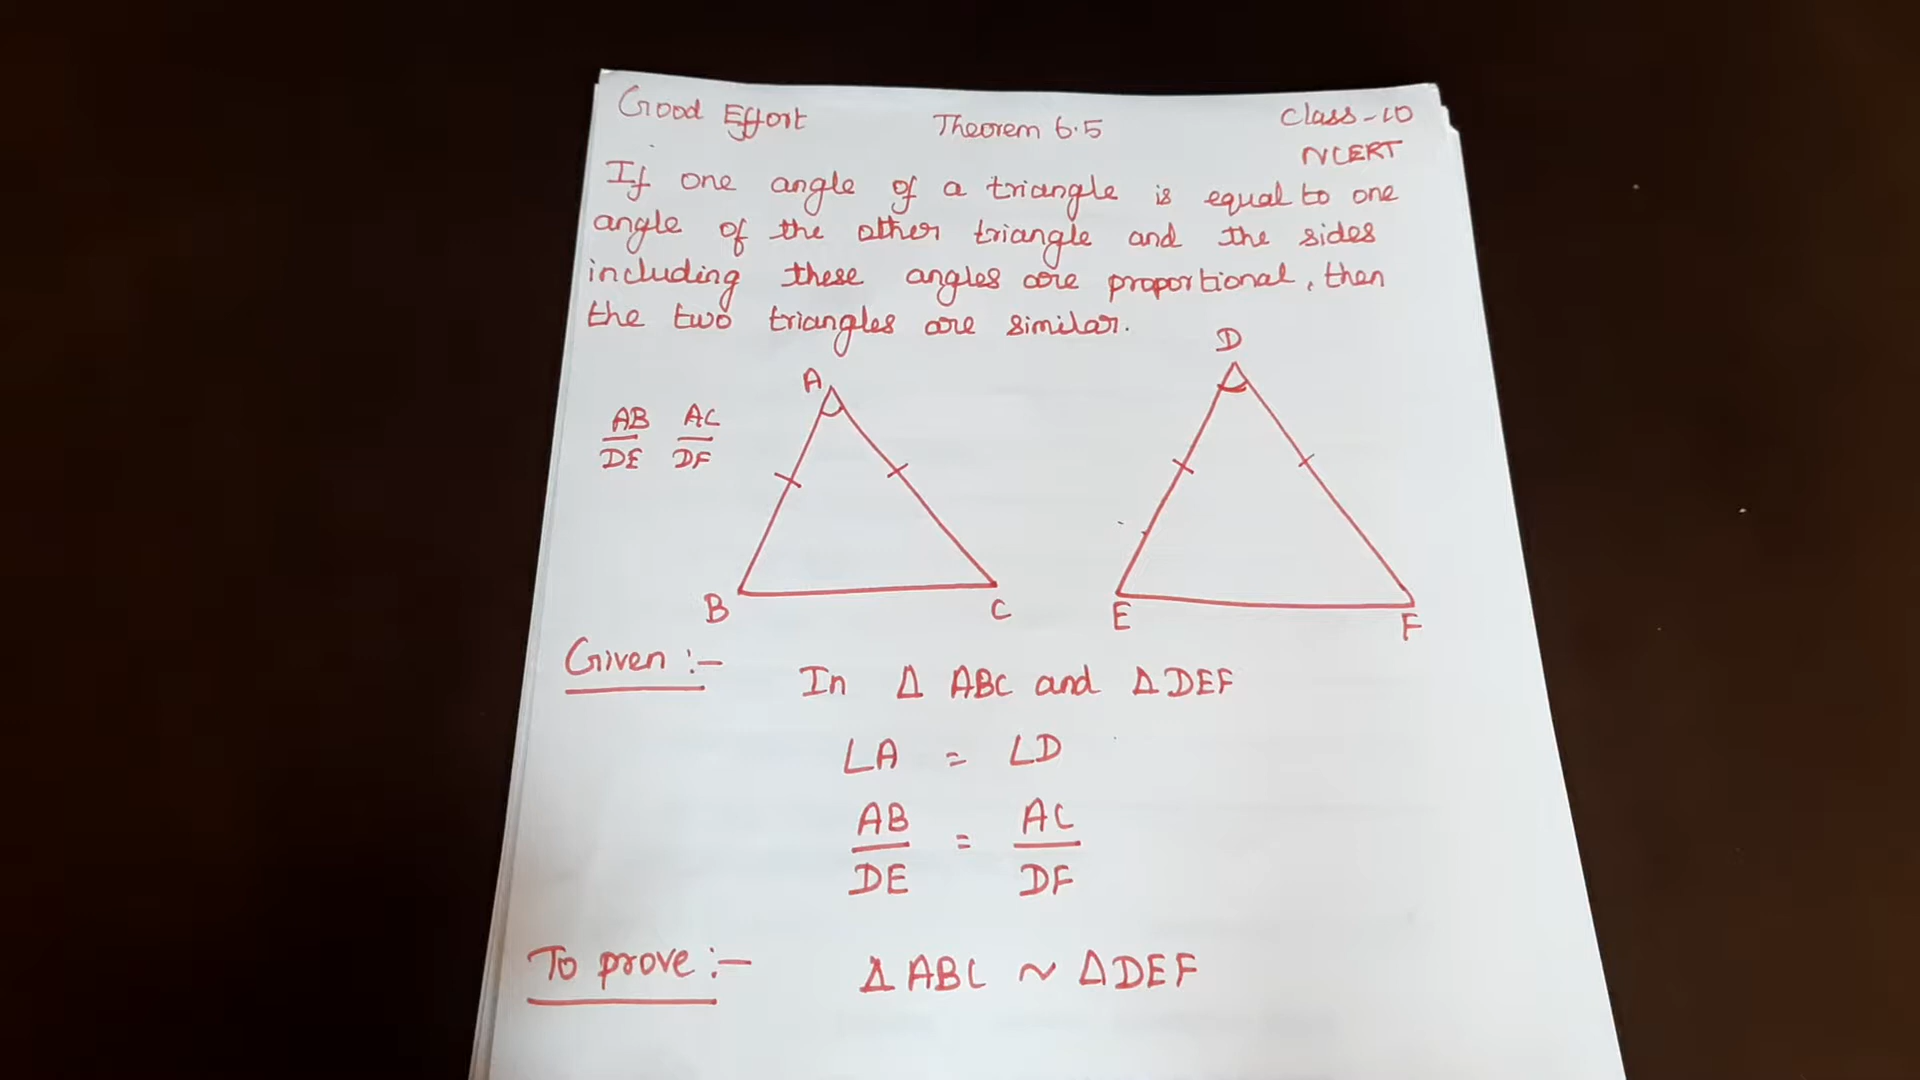 Good Effort Theorem 6.5 Class-10
NCERT
If one angle of a triangle is equal to one
angle of the other triangle and the sides
including these angles are proportional, then
the two triangles are similar.
D
A
AB AC
DE DF
B C E F
Given :- In Δ ABC and Δ DEF
∠A = ∠D
AB = AC
DE DF
To prove :- Δ ABC ~ Δ DEF